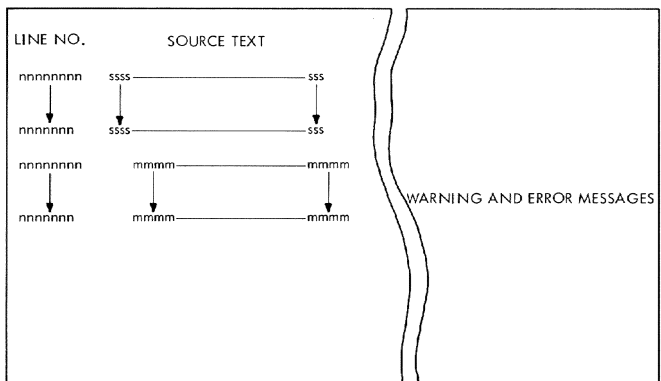 LINE NO. SOURCE TEXT
nnnnnnnn ssss sss
nnnnnnn ssss sss
nnnnnnnn mmmm mmmm
WARNING AND ERROR MESSAGES
nnnnnnn mmmm mmmm